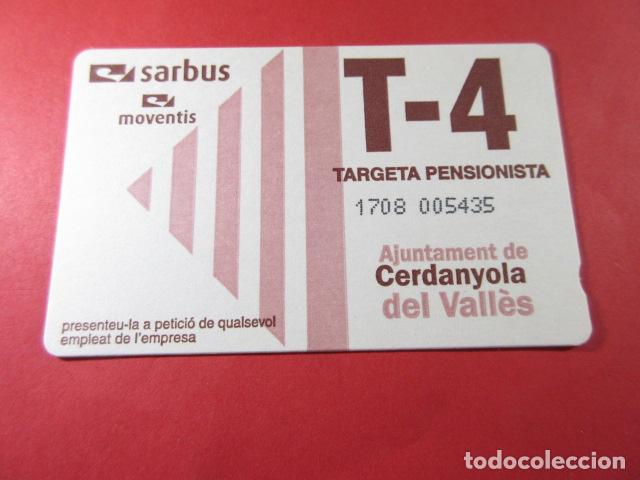 sarbus
moventis
T-4
TARGETA PENSIONISTA
1708 005435
Ajuntament de
Cerdanyola
del Vallès
presenteu-la a petició de qualsevol
empleat de l'empresa
todocoleccion